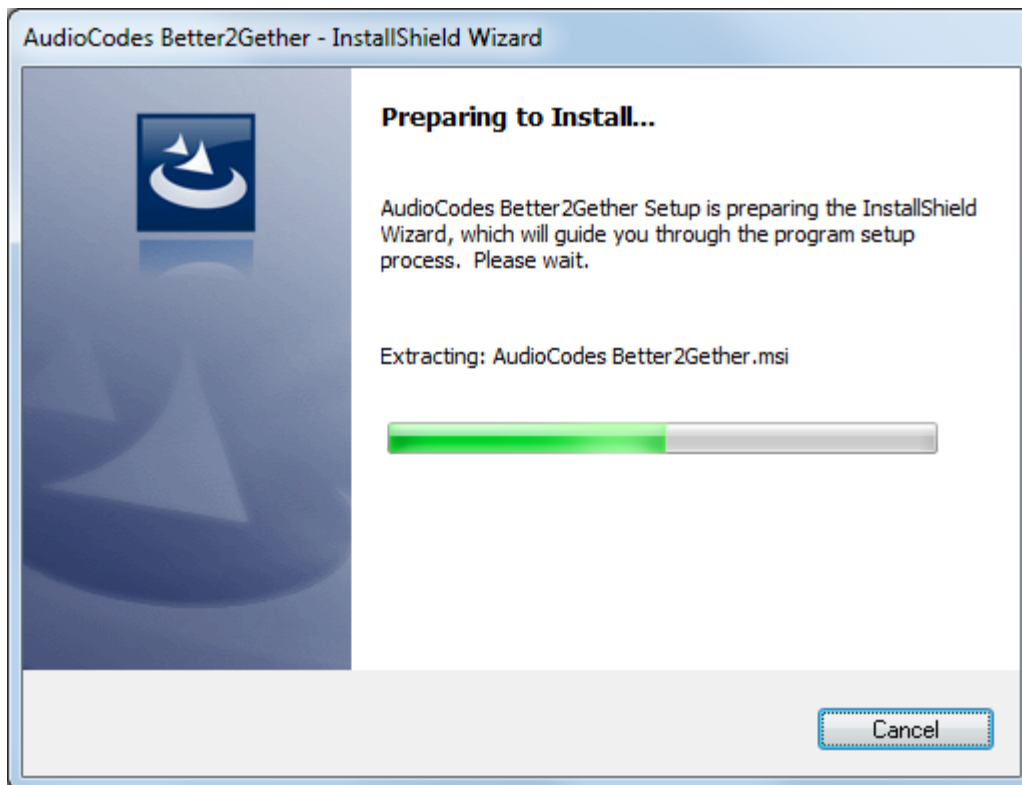 AudioCodes Better2Gether - InstallShield Wizard
Preparing to Install...
AudioCodes Better2Gether Setup is preparing the InstallShield
Wizard, which will guide you through the program setup
process. Please wait.
Extracting: AudioCodes Better2Gether.msi
Cancel